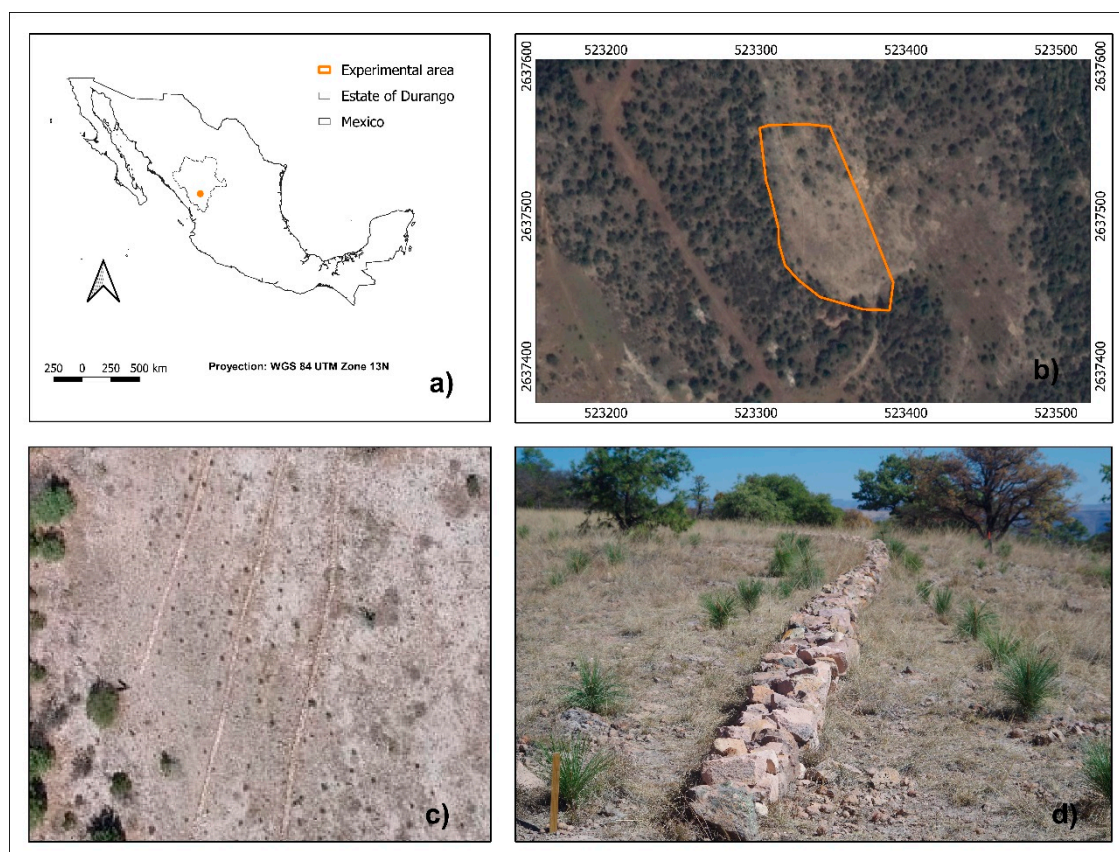 Experimental area
Estate of Durango
Mexico
250 0 250 500 km
Proyection: WGS 84 UTM Zone 13N
a)
523200 523300 523400 523500
2637600 2637600
2637500 2637500
2637400 2637400
b)
523200 523300 523400 523500
c)
d)